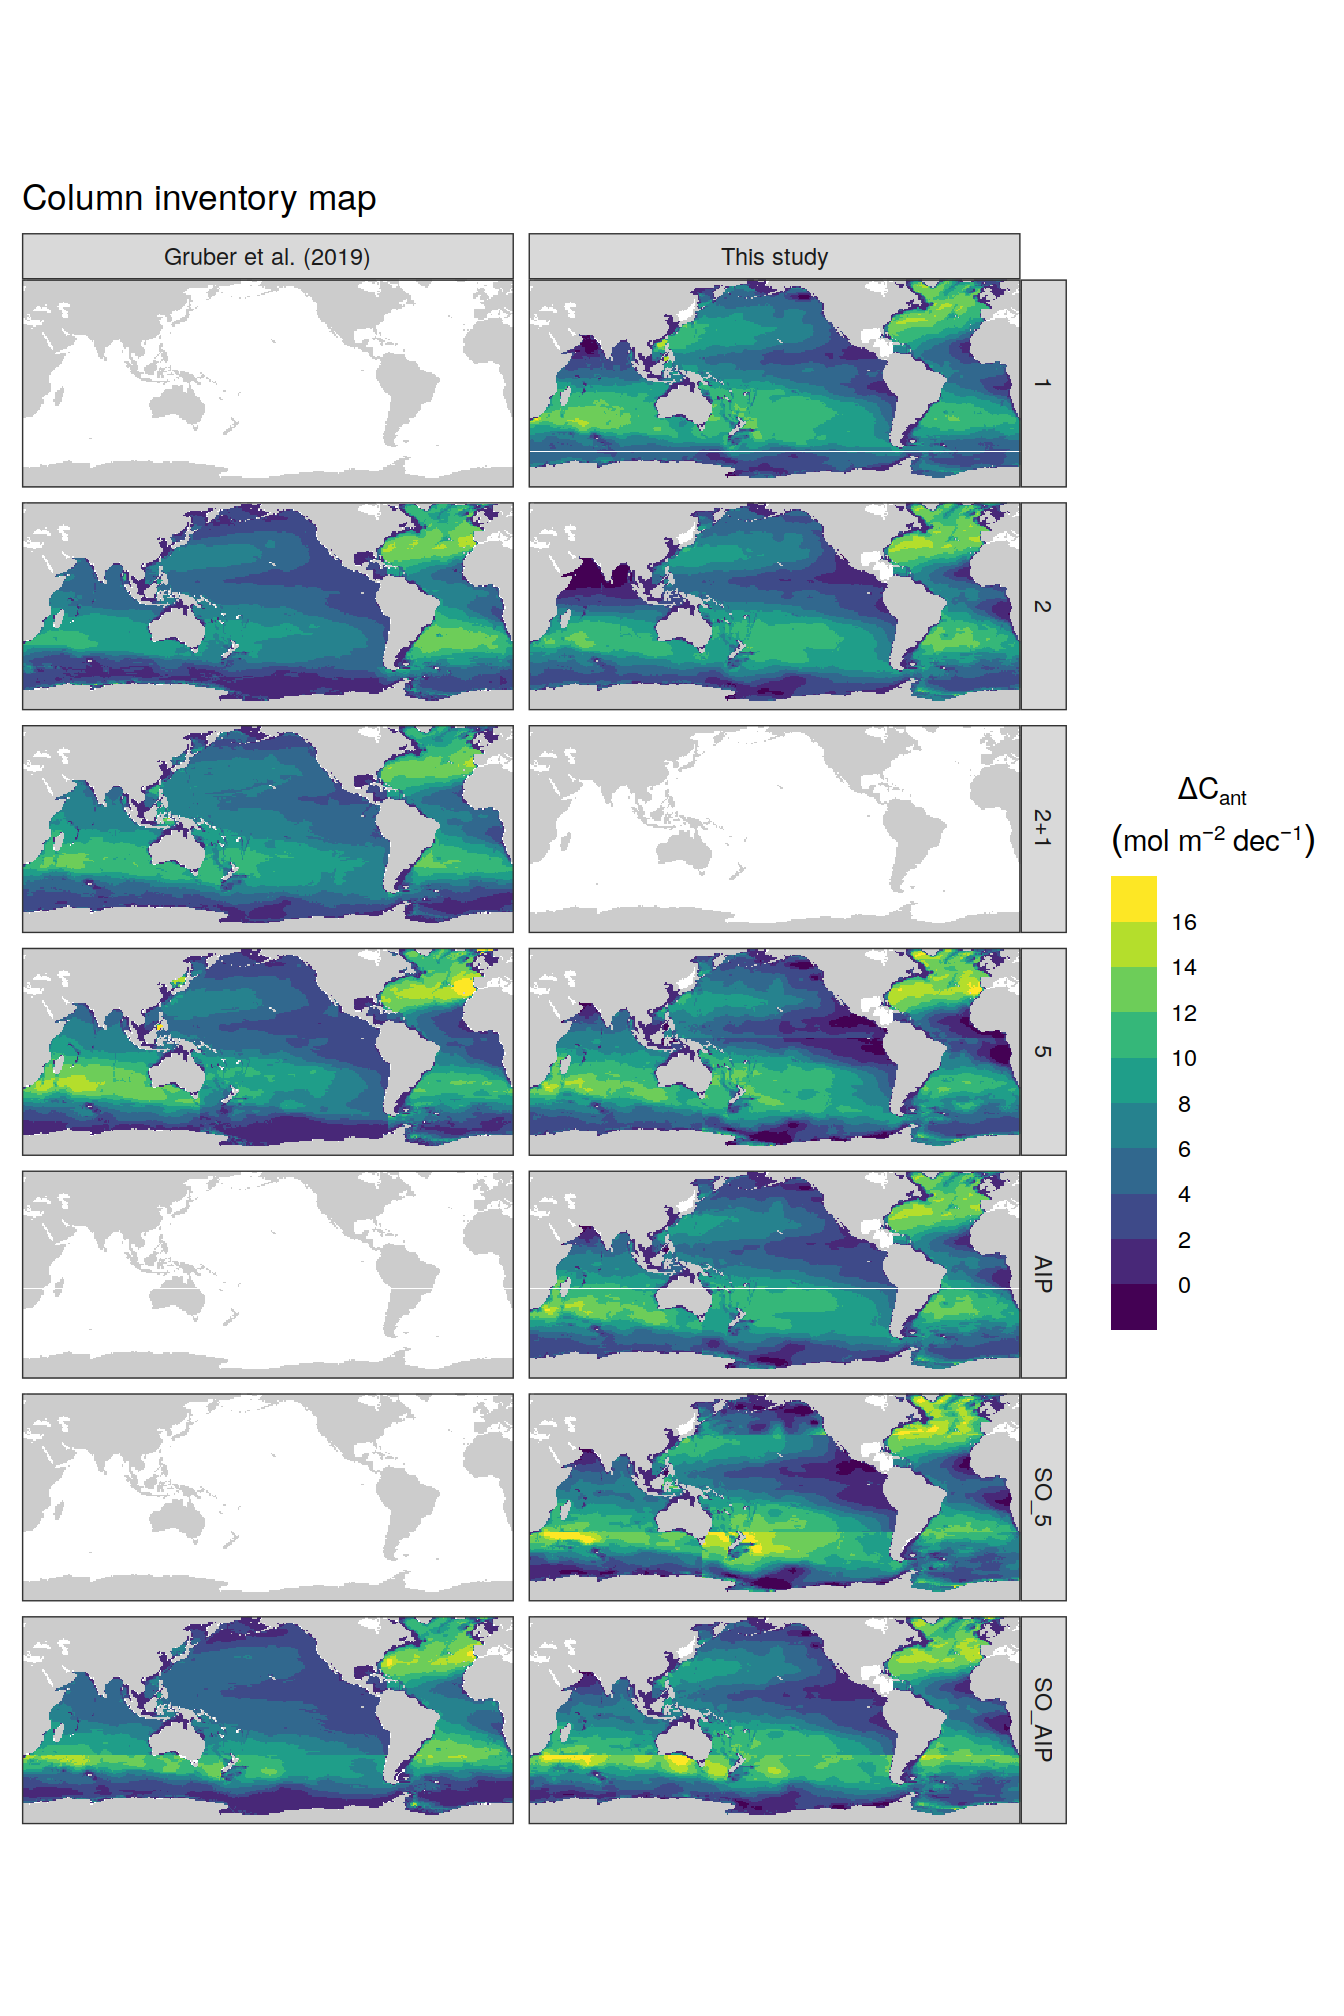 Column inventory map
Gruber et al. (2019)
This study
1
2
2+1
5
AIP
SO_5
SO_AIP
ΔCant
(mol m⁻² dec⁻¹)
16
14
12
10
8
6
4
2
0